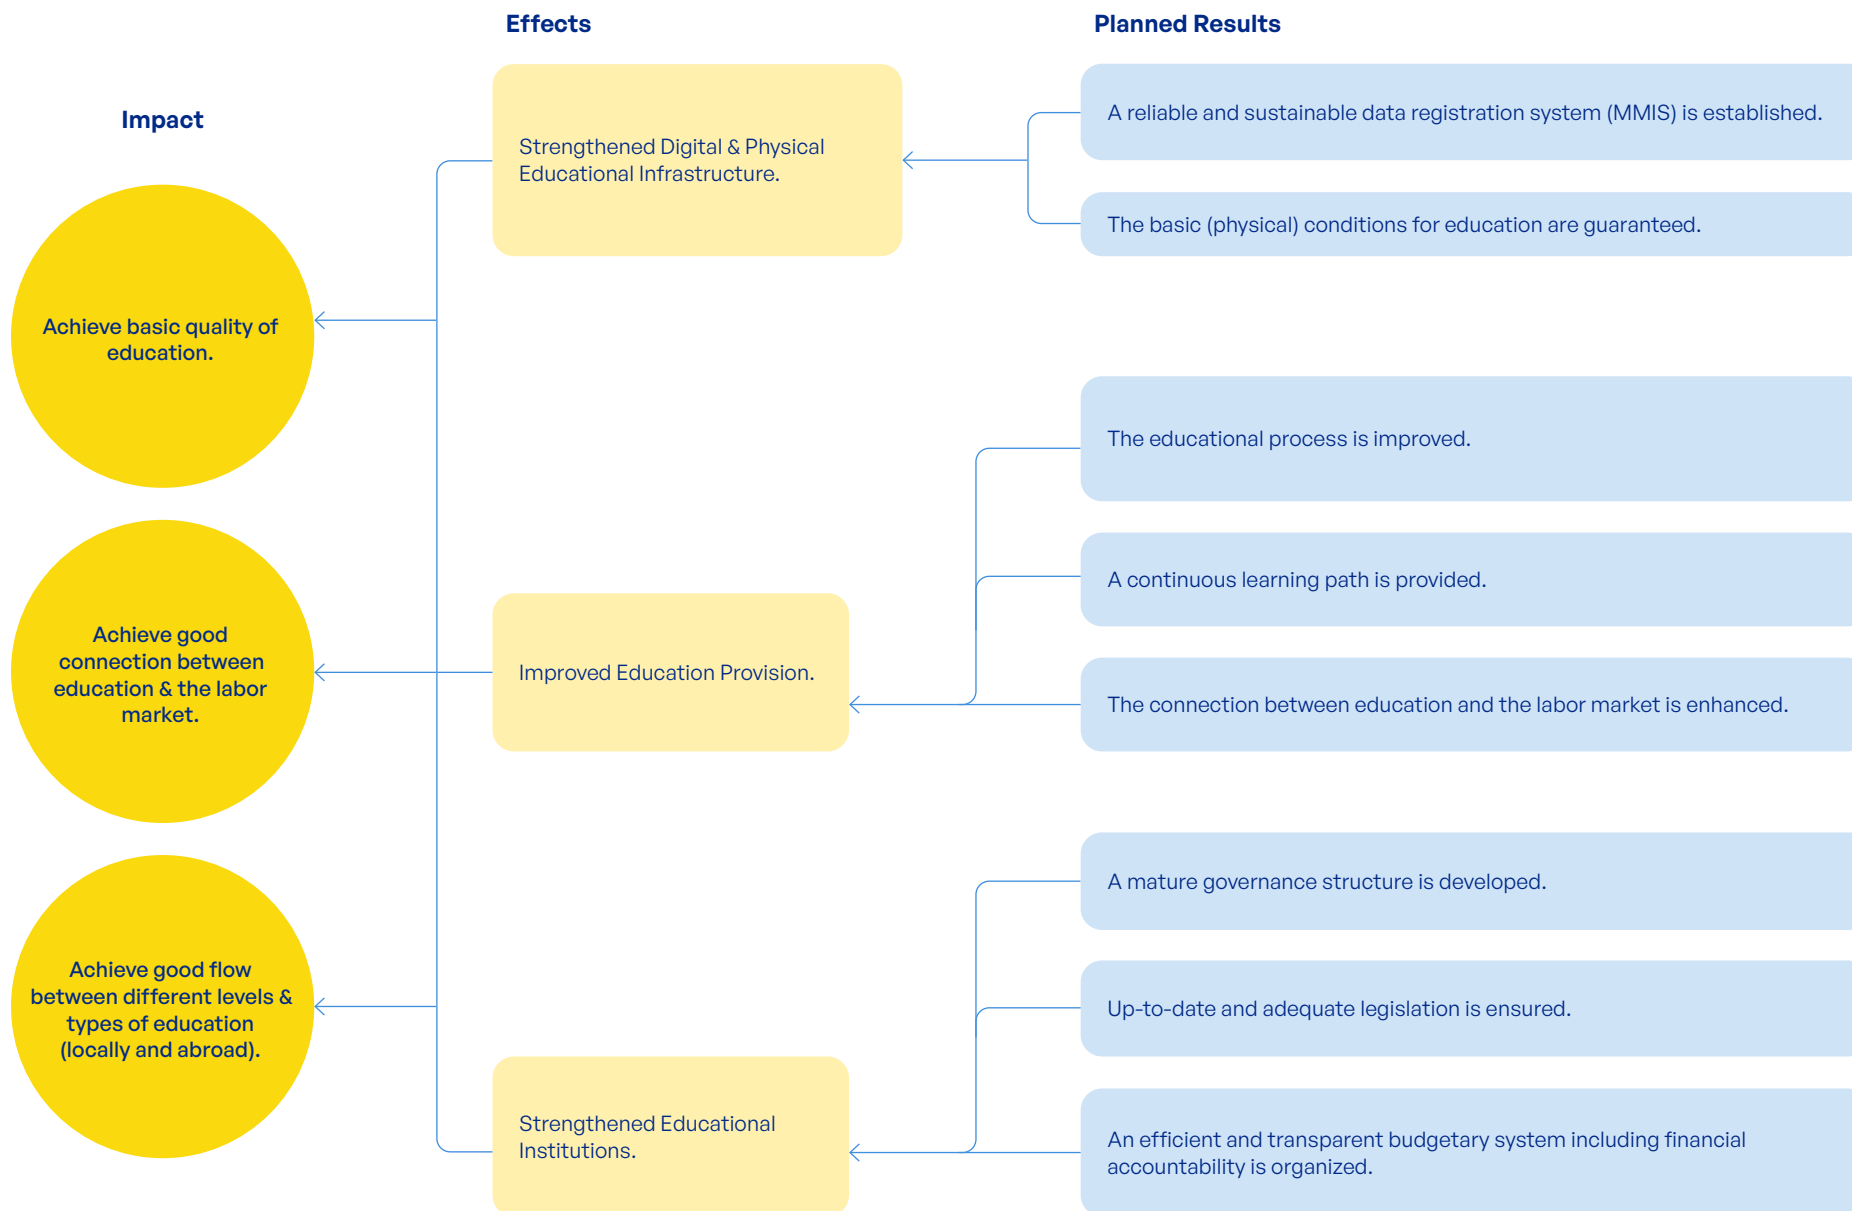 Effects
Planned Results
Impact
Strengthened Digital & Physical
Educational Infrastructure.
A reliable and sustainable data registration system (MMIS) is established.
The basic (physical) conditions for education are guaranteed.
Achieve basic quality of
education.
The educational process is improved.
A continuous learning path is provided.
Achieve good
connection between
education & the labor
market.
Improved Education Provision.
The connection between education and the labor market is enhanced.
A mature governance structure is developed.
Achieve good flow
between different levels &
types of education
(locally and abroad).
Up-to-date and adequate legislation is ensured.
Strengthened Educational
Institutions.
An efficient and transparent budgetary system including financial
accountability is organized.